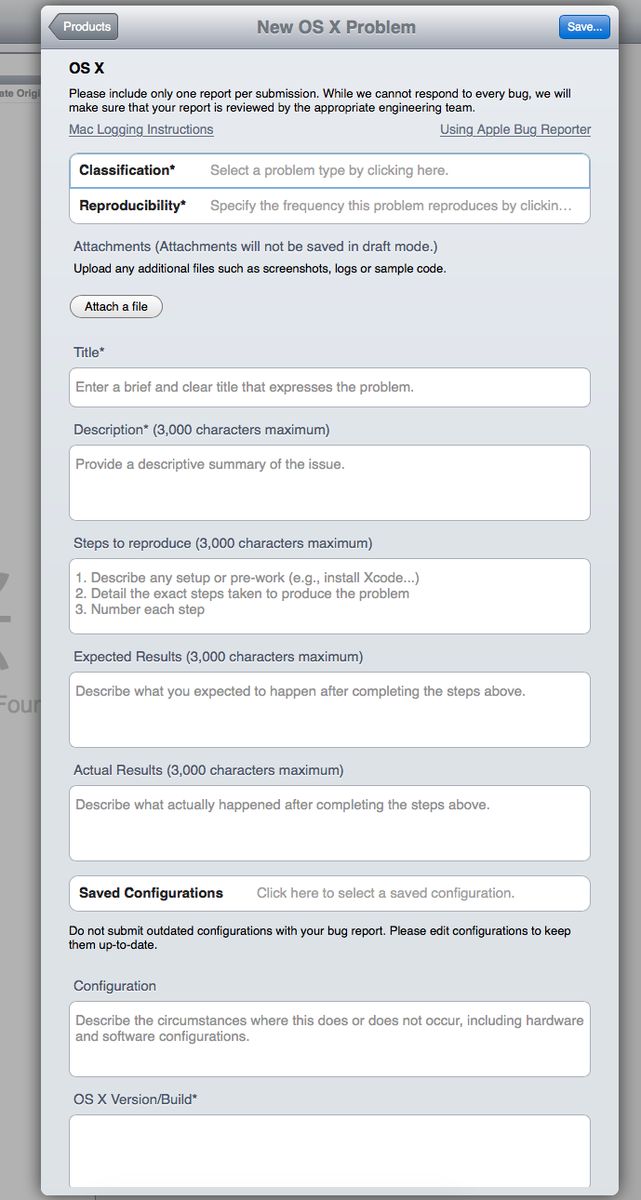 Products
New OS X Problem
Save...
OS X
Please include only one report per submission. While we cannot respond to every bug, we will
make sure that your report is reviewed by the appropriate engineering team.
Mac Logging Instructions
Using Apple Bug Reporter
Classification* Select a problem type by clicking here.
Reproducibility* Specify the frequency this problem reproduces by clickin...
Attachments (Attachments will not be saved in draft mode.)
Upload any additional files such as screenshots, logs or sample code.
Attach a file
Title*
Enter a brief and clear title that expresses the problem.
Description* (3,000 characters maximum)
Provide a descriptive summary of the issue.
Steps to reproduce (3,000 characters maximum)
1. Describe any setup or pre-work (e.g., install Xcode...)
2. Detail the exact steps taken to produce the problem
3. Number each step
Expected Results (3,000 characters maximum)
Describe what you expected to happen after completing the steps above.
Actual Results (3,000 characters maximum)
Describe what actually happened after completing the steps above.
Saved Configurations Click here to select a saved configuration.
Do not submit outdated configurations with your bug report. Please edit configurations to keep
them up-to-date.
Configuration
Describe the circumstances where this does or does not occur, including hardware
and software configurations.
OS X Version/Build*